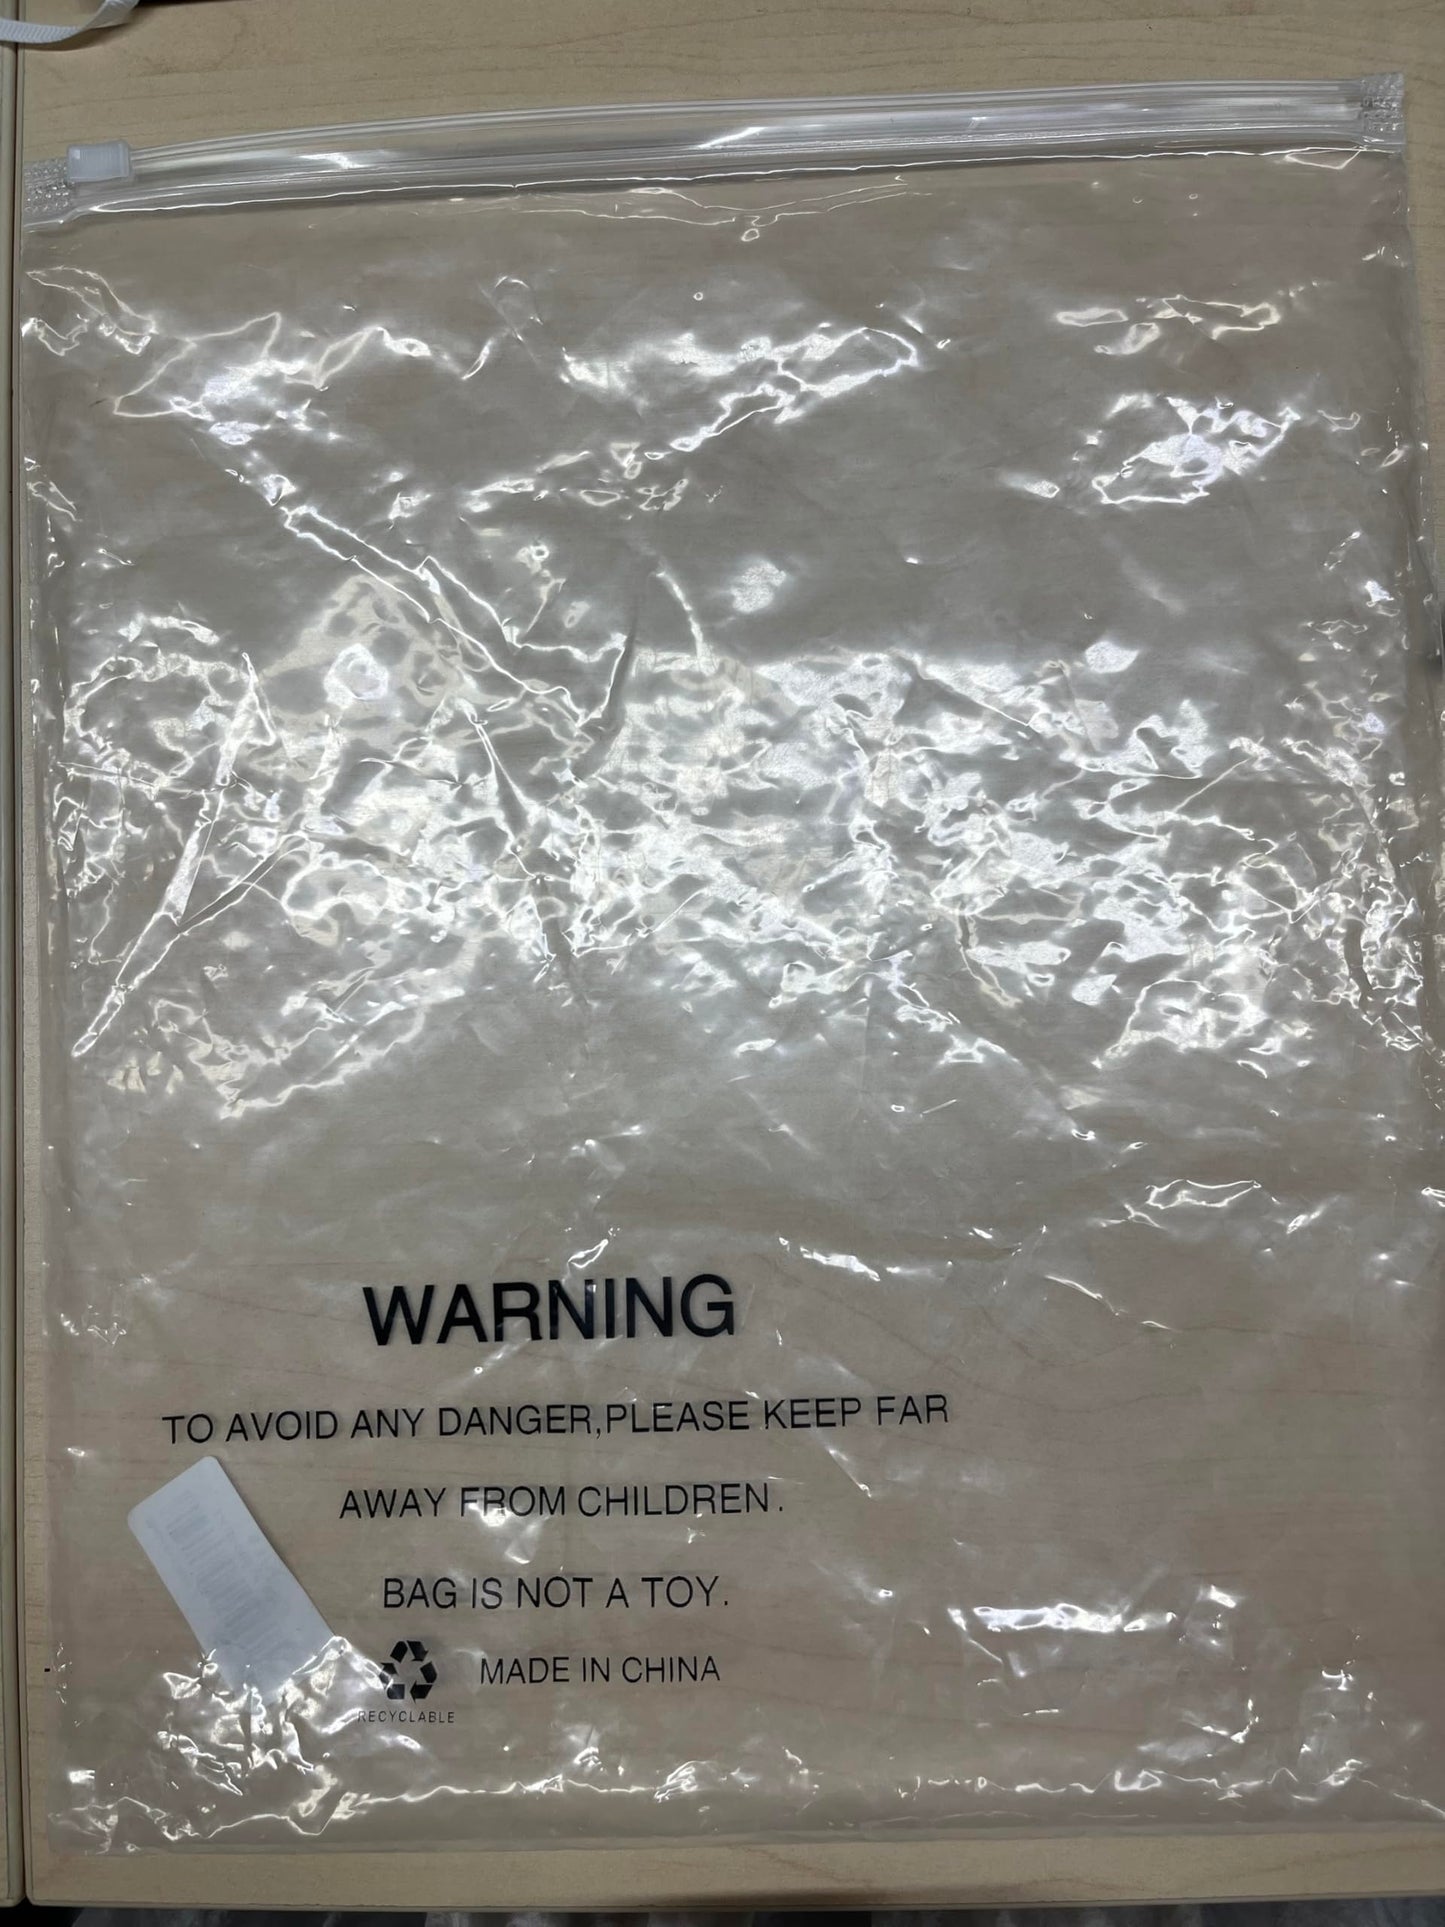 WARNING
TO AVOID ANY DANGER,PLEASE KEEP FAR
AWAY FROM CHILDREN.
BAG IS NOT A TOY.
MADE IN CHINA
RECYCLABLE